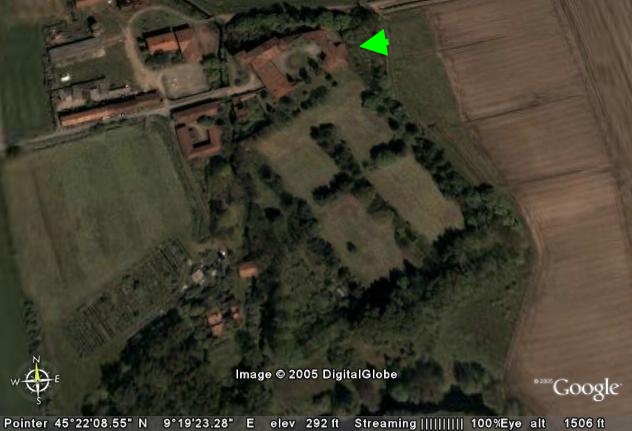 N
W E
S
Image © 2005 DigitalGlobe
© 2005 Google
Pointer 45°22'08.55" N 9°19'23.28" E elev 292 ft Streaming |||||||||| 100% Eye alt 1506 ft